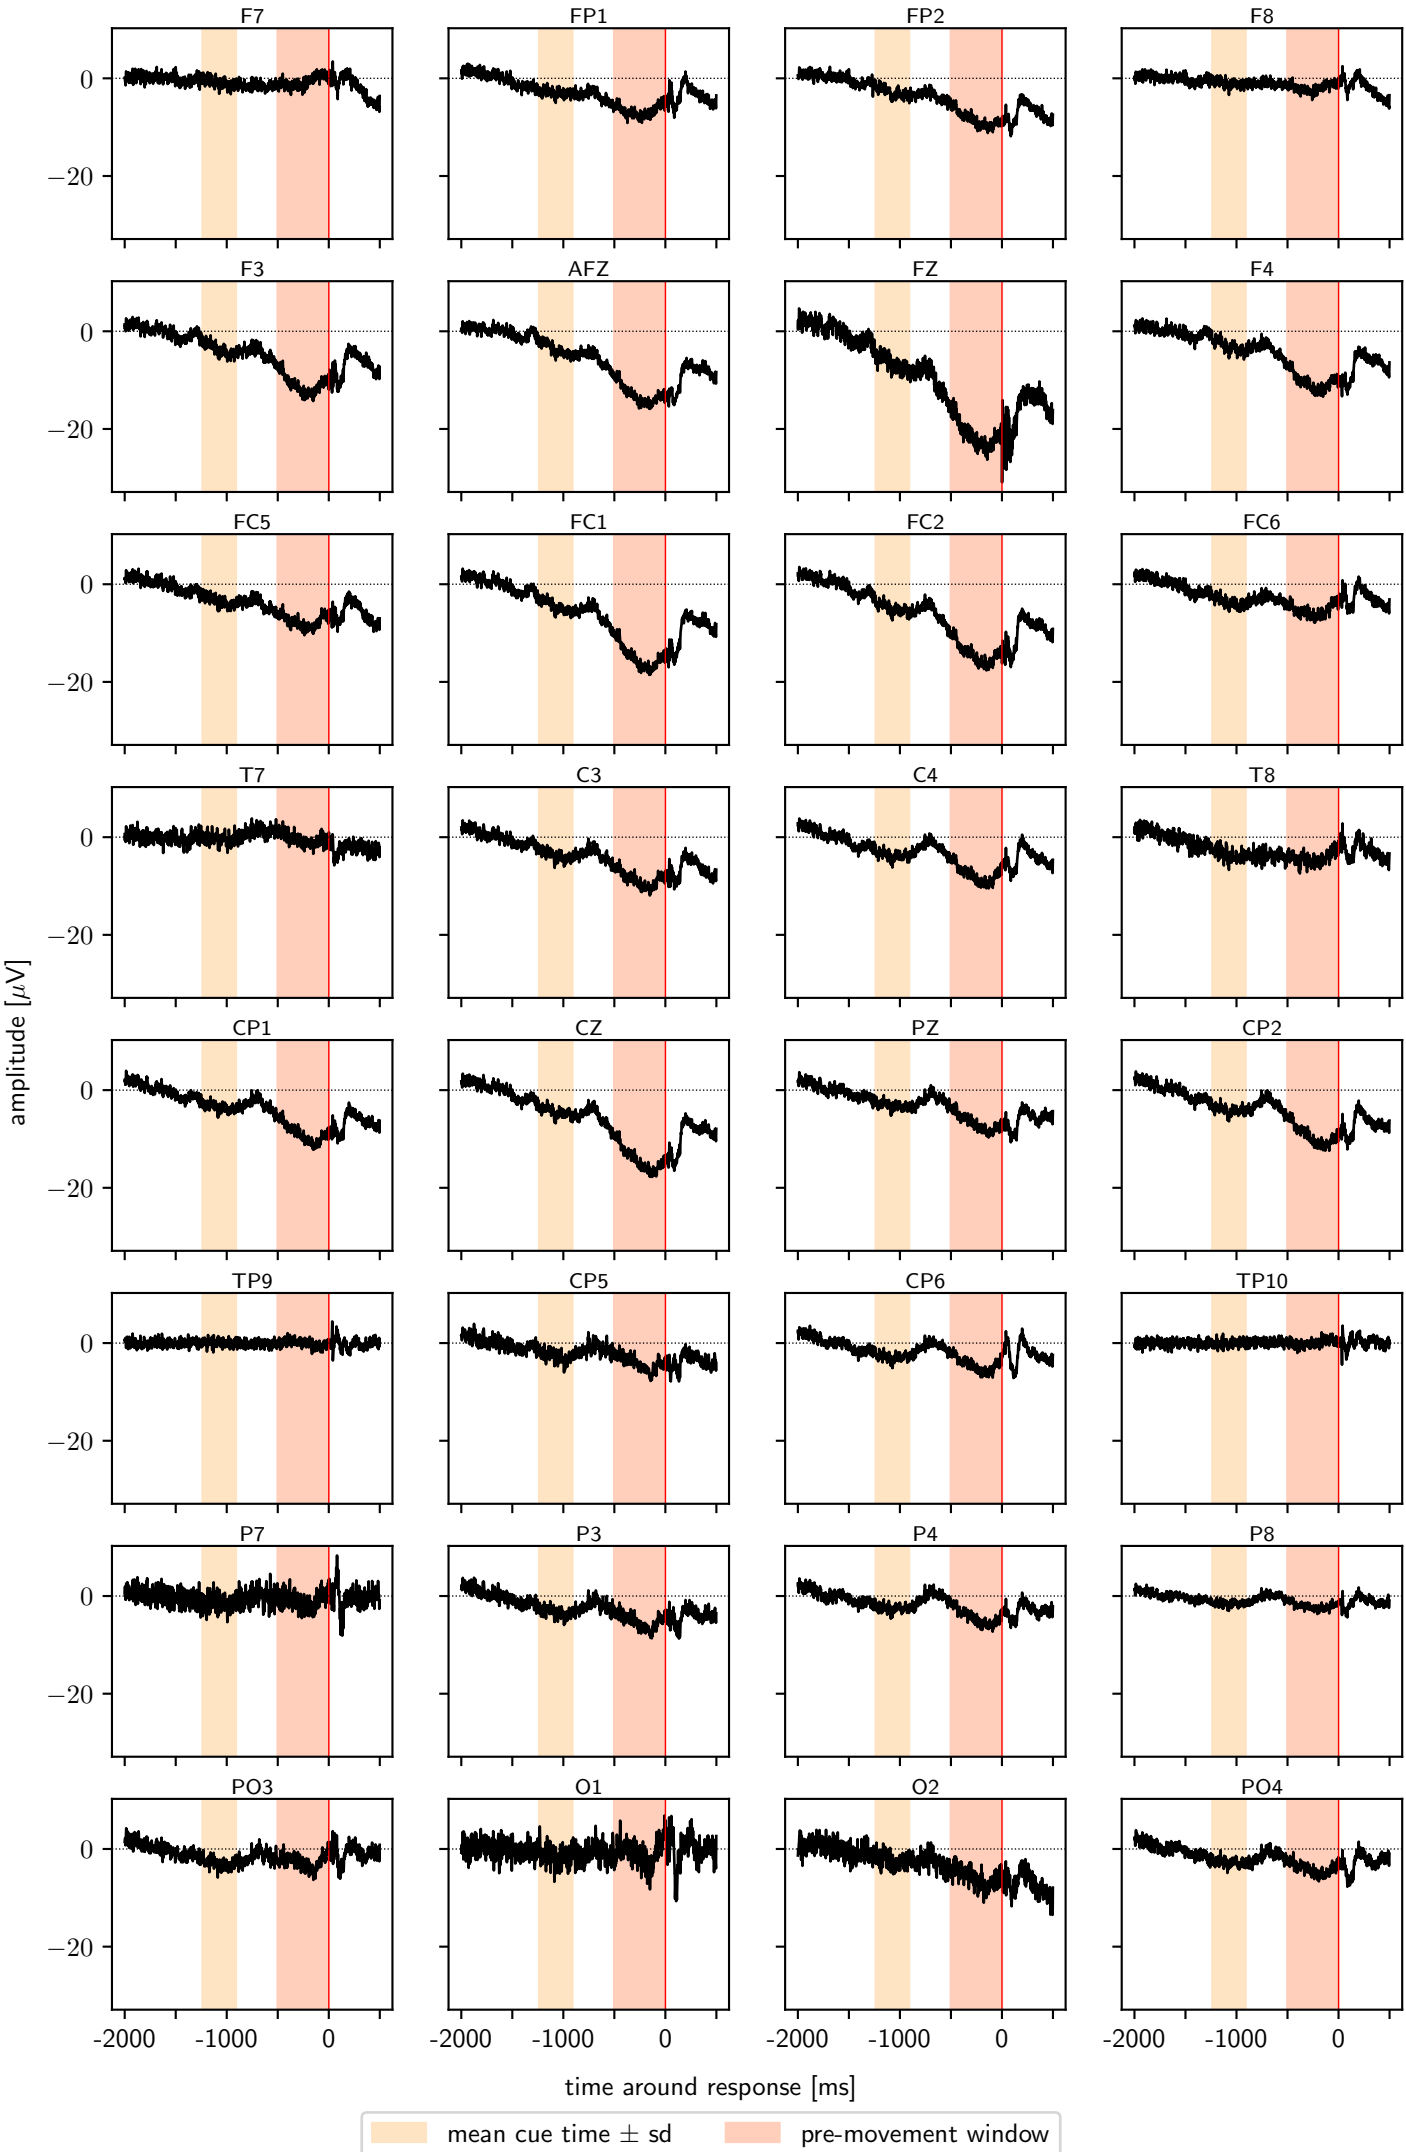 F7 FP1 FP2 F8
0
−20
F3 AFZ FZ F4
0
−20
FC5 FC1 FC2 FC6
0
−20
T7 C3 C4 T8
0
−20
CP1 CZ PZ CP2
0
−20
TP9 CP5 CP6 TP10
0
−20
P7 P3 P4 P8
0
−20
PO3 O1 O2 PO4
0
−20
amplitude [μV]
-2000 -1000 0 -2000 -1000 0 -2000 -1000 0 -2000 -1000 0
time around response [ms]
mean cue time ± sd pre-movement window